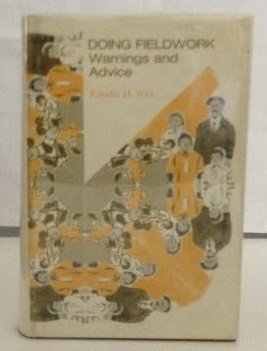 DOING FIELDWORK
Warnings and
Advice
Rosalie H. Wax